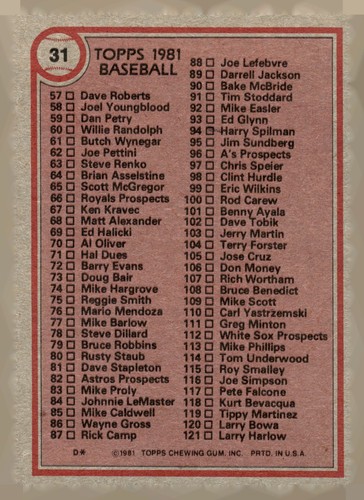 31
TOPPS 1981
BASEBALL
57 Dave Roberts
58 Joel Youngblood
59 Dan Petry
60 Willie Randolph
61 Butch Wynegar
62 Joe Pettini
63 Steve Renko
64 Brian Asselstine
65 Scott McGregor
66 Royals Prospects
67 Ken Kravec
68 Matt Alexander
69 Ed Halicki
70 Al Oliver
71 Hal Dues
72 Barry Evans
73 Doug Bair
74 Mike Hargrove
75 Reggie Smith
76 Mario Mendoza
77 Mike Barlow
78 Steve Dillard
79 Bruce Robbins
80 Rusty Staub
81 Dave Stapleton
82 Astros Prospects
83 Mike Proly
84 Johnnie LeMaster
85 Mike Caldwell
86 Wayne Gross
87 Rick Camp
88 Joe Lefebvre
89 Darrell Jackson
90 Bake McBride
91 Tim Stoddard
92 Mike Easler
93 Ed Glynn
94 Harry Spilman
95 Jim Sundberg
96 A's Prospects
97 Chris Speier
98 Clint Hurdle
99 Eric Wilkins
100 Rod Carew
101 Benny Ayala
102 Dave Tobik
103 Jerry Martin
104 Terry Forster
105 Jose Cruz
106 Don Money
107 Rich Wortham
108 Bruce Benedict
109 Mike Scott
110 Carl Yastrzemski
111 Greg Minton
112 White Sox Prospects
113 Mike Phillips
114 Tom Underwood
115 Roy Smalley
116 Joe Simpson
117 Pete Falcone
118 Kurt Bevacqua
119 Tippy Martinez
120 Larry Bowa
121 Larry Harlow
D* ©1981 TOPPS CHEWING GUM, INC. PRTD. IN U.S.A.